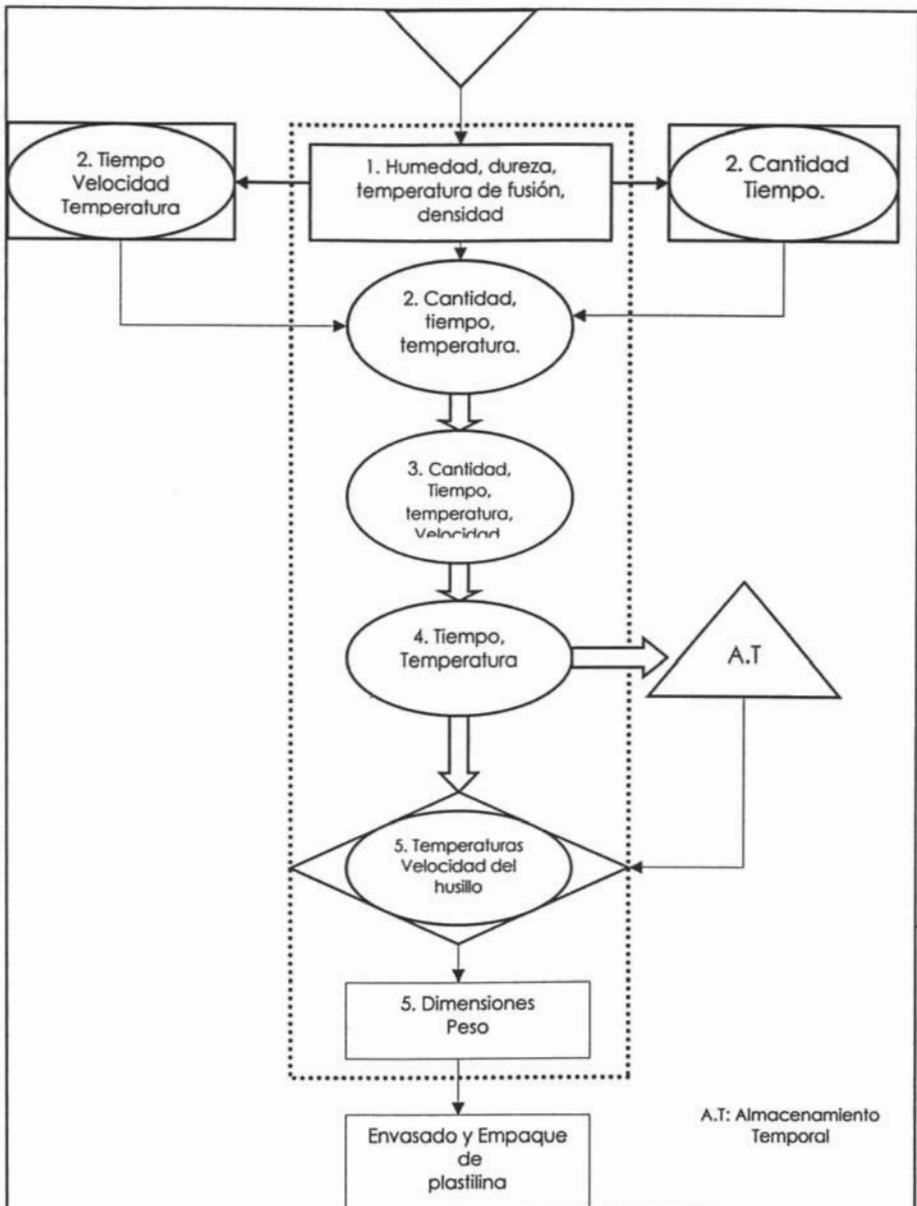 1. Humedad, dureza,
temperatura de fusión,
densidad
2. Tiempo
Velocidad
Temperatura
2. Cantidad
Tiempo.
2. Cantidad,
tiempo,
temperatura.
3. Cantidad,
Tiempo,
temperatura,
Velocidad
4. Tiempo,
Temperatura
A.T
5. Temperaturas
Velocidad del
husillo
5. Dimensiones
Peso
Envasado y Empaque
de
plastilina
A.T: Almacenamiento
Temporal